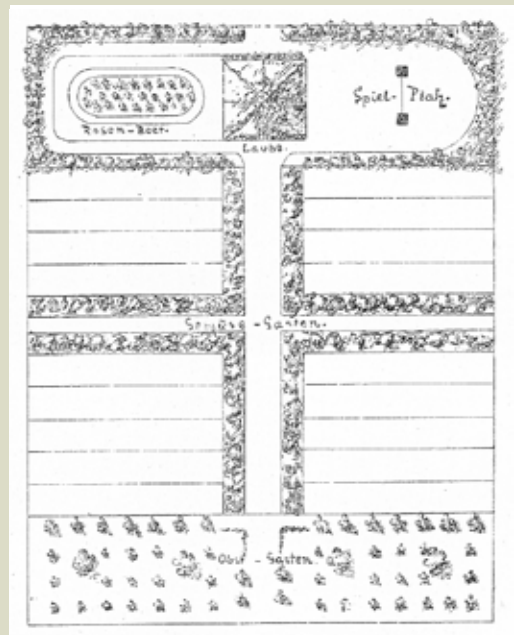 Spiel-Platz.
Rosen-Beet.
Laube.
Gemüse-Garten.
Obst-Garten